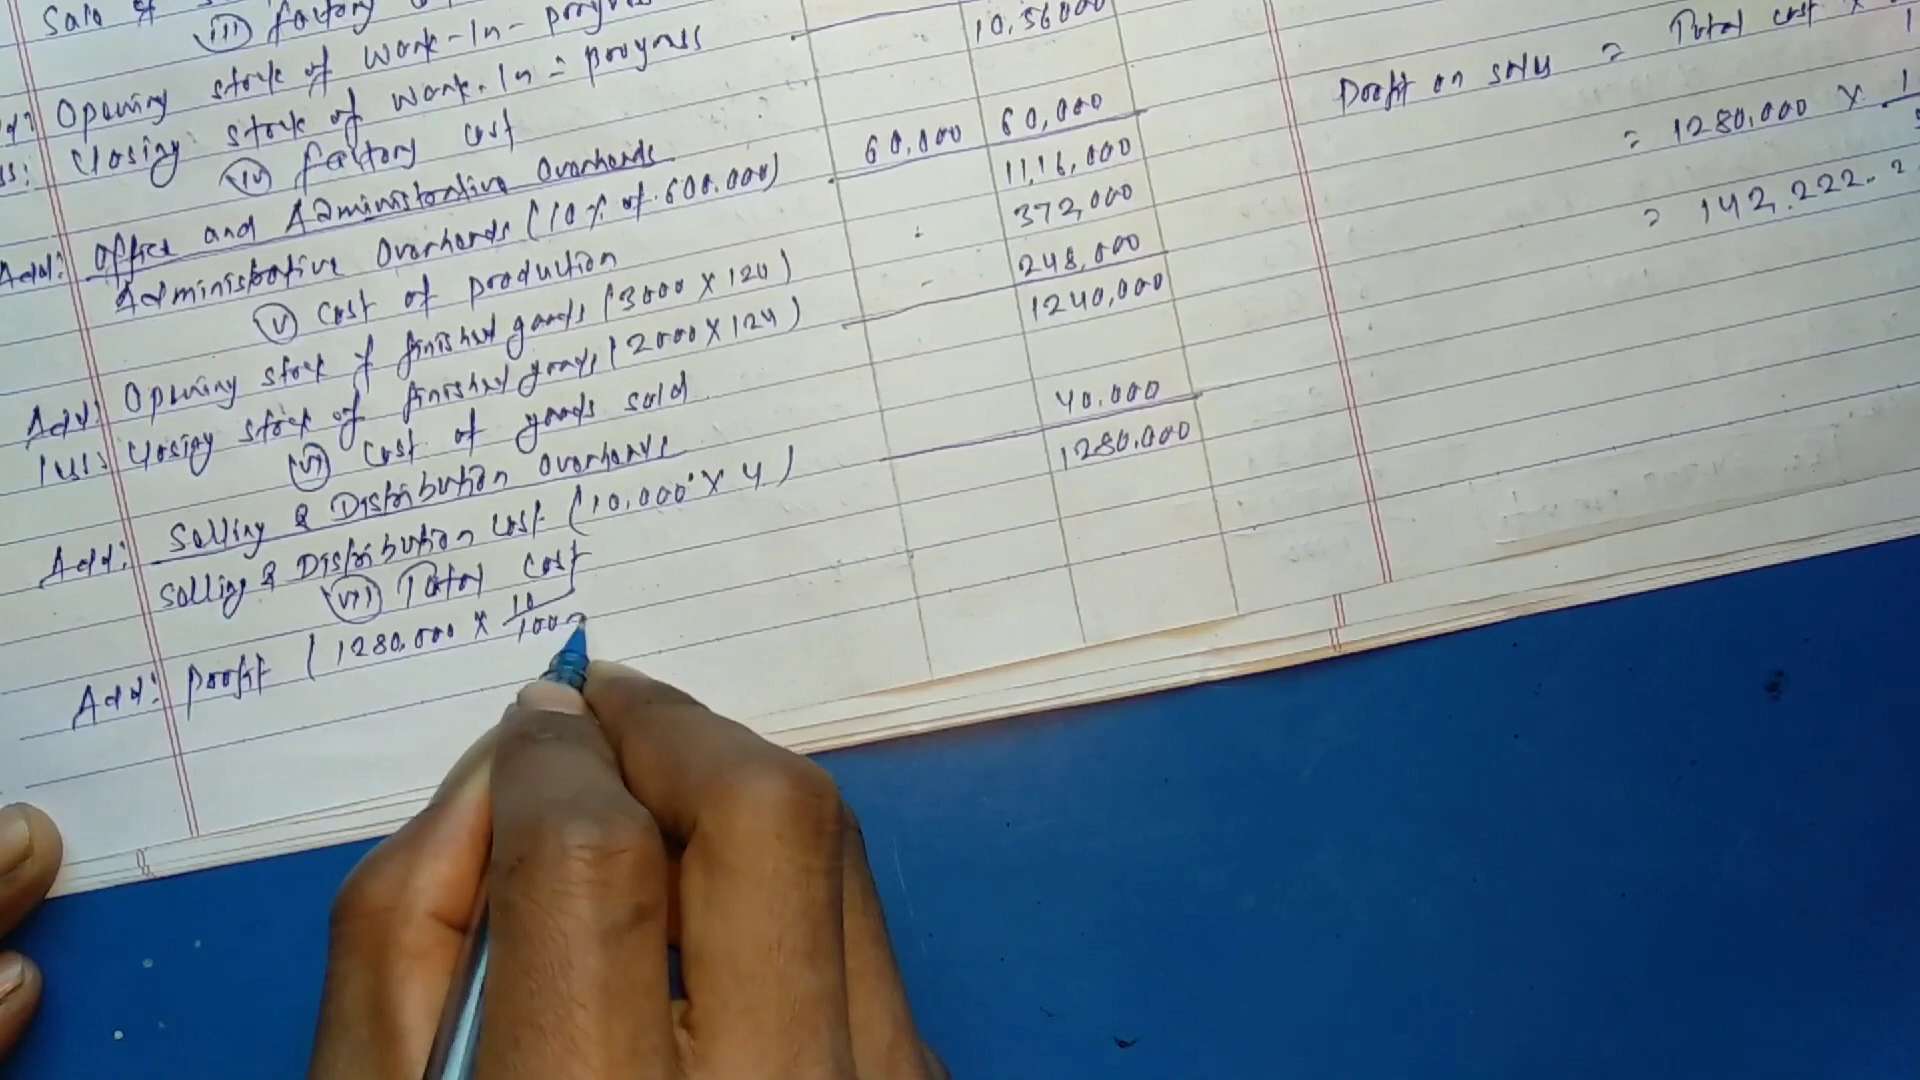 Sale of
(iii) factory
10,56000
Opening stock of work-In-progress
Closing stock of work-In-progress
(iv) factory cost
Add: Office and Administrative Overheads
Administrative Overheads (10% of 600.000) 60,000 60,000
(v) Cost of production 11,16,000
Add: Opening stock of finished goods (3000 X 124) 372,000
less: Closing stock of finished goods (2000 X 124) 248,000
(vi) Cost of goods sold 1240,000
Add: Selling & Distribution Overheads
Selling & Distribution cost (10,000 X 4) 40.000
(vii) Total cost 1280.000
Add: profit (1280,000 X 10/100
Profit on sales = Total cost X
= 1280,000 X
= 142,222.2